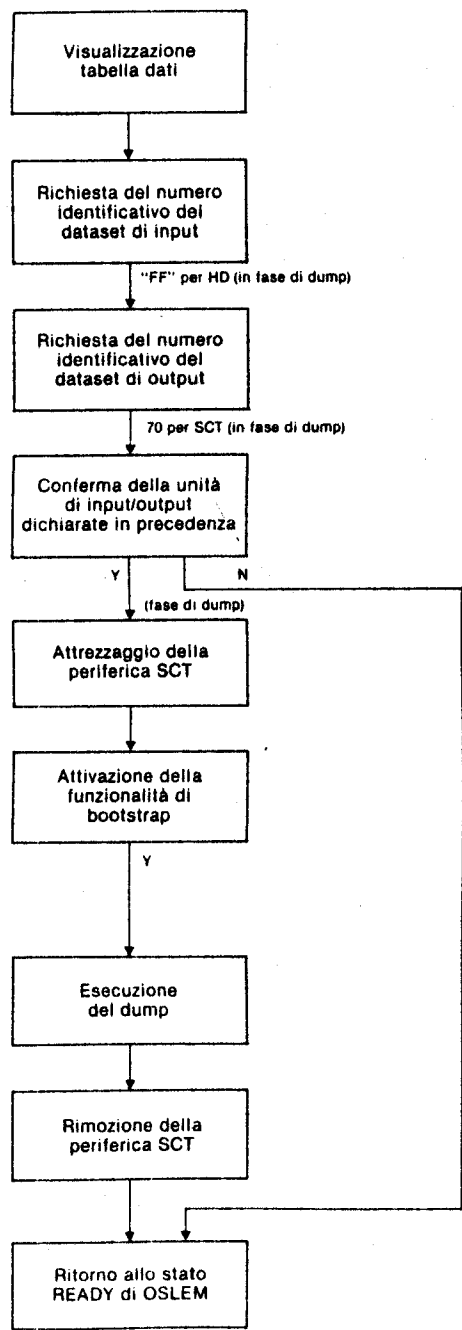 Visualizzazione
tabella dati
Richiesta del numero
identificativo del
dataset di input
"FF" per HD (in fase di dump)
Richiesta del numero
identificativo del
dataset di output
70 per SCT (in fase di dump)
Conferma della unità
di input/output
dichiarate in precedenza
Y
N
(fase di dump)
Attrezzaggio della
periferica SCT
Attivazione della
funzionalità di
bootstrap
Y
Esecuzione
del dump
Rimozione della
periferica SCT
Ritorno allo stato
READY di OSLEM